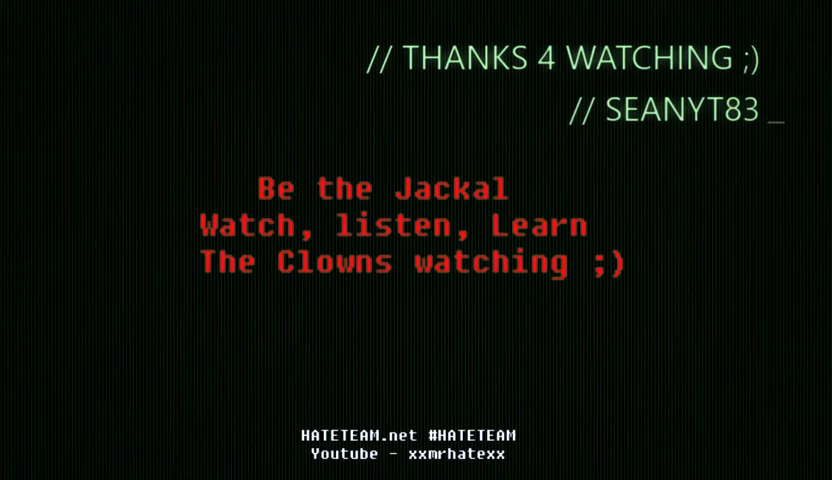 // THANKS 4 WATCHING ;)
// SEANYT83 _
Be the Jackal
Watch, listen, Learn
The Clowns watching ;)
HATETEAM.net #HATETEAM
Youtube - xxmrhatexx